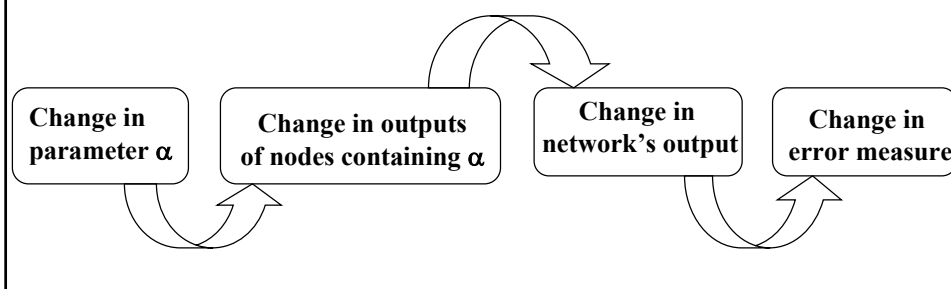 Change in
parameter α
Change in outputs
of nodes containing α
Change in
network's output
Change in
error measure